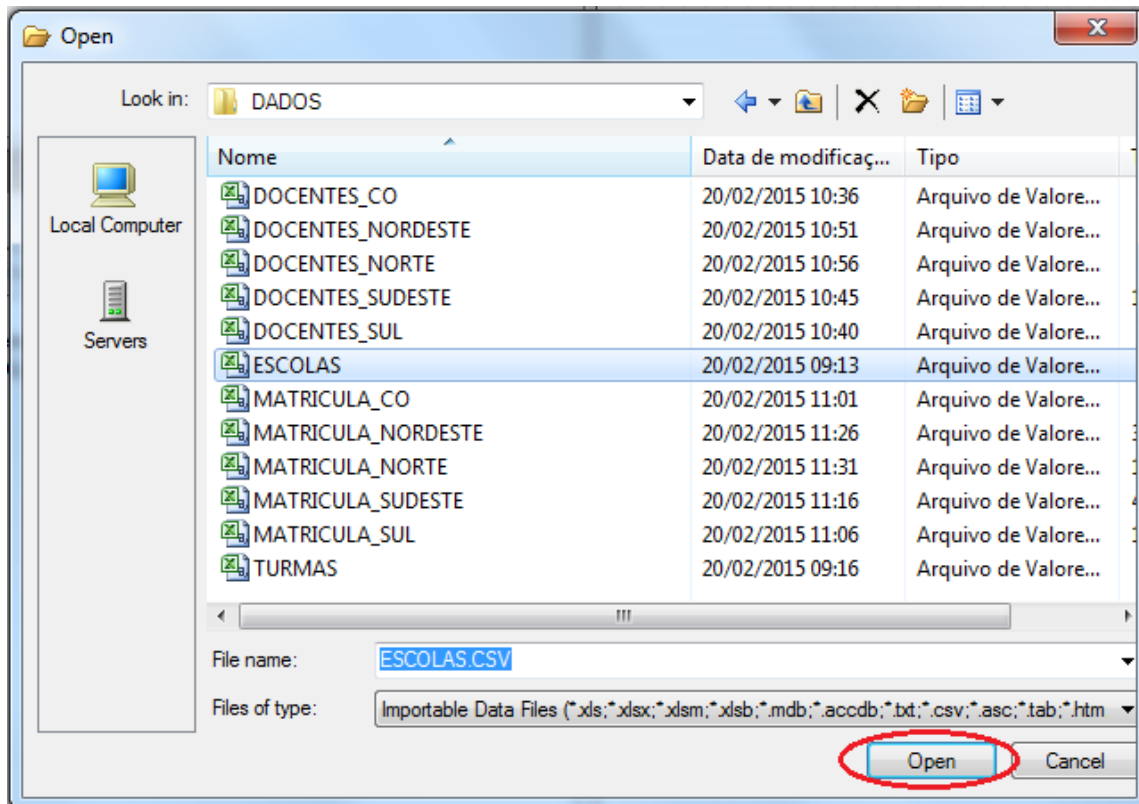 Open
Look in: DADOS
Nome Data de modificaç... Tipo
DOCENTES_CO 20/02/2015 10:36 Arquivo de Valore...
DOCENTES_NORDESTE 20/02/2015 10:51 Arquivo de Valore...
DOCENTES_NORTE 20/02/2015 10:56 Arquivo de Valore...
DOCENTES_SUDESTE 20/02/2015 10:45 Arquivo de Valore...
DOCENTES_SUL 20/02/2015 10:40 Arquivo de Valore...
ESCOLAS 20/02/2015 09:13 Arquivo de Valore...
MATRICULA_CO 20/02/2015 11:01 Arquivo de Valore...
MATRICULA_NORDESTE 20/02/2015 11:26 Arquivo de Valore...
MATRICULA_NORTE 20/02/2015 11:31 Arquivo de Valore...
MATRICULA_SUDESTE 20/02/2015 11:16 Arquivo de Valore...
MATRICULA_SUL 20/02/2015 11:06 Arquivo de Valore...
TURMAS 20/02/2015 09:16 Arquivo de Valore...
Local Computer
Servers
File name: ESCOLAS.CSV
Files of type: Importable Data Files (*.xls;*.xlsx;*.xlsm;*.xlsb;*.mdb;*.accdb;*.txt;*.csv;*.asc;*.tab;*.htm
Open Cancel